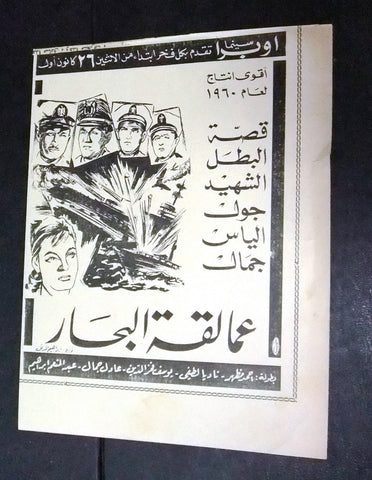 سينما اوبرا تقدم بكل فخر ابتداء من الاثنين ٢٦ كانون أول
أقوى انتاج
لعام ١٩٦٠
قصة
البطل
الشهيد
جول
الياس
جمال
عمالقة البحار
بطولة: احمد مظهر - ناديا لطفي - يوسف فخر الدين - عادل جمال - عبد المنعم ابراهيم